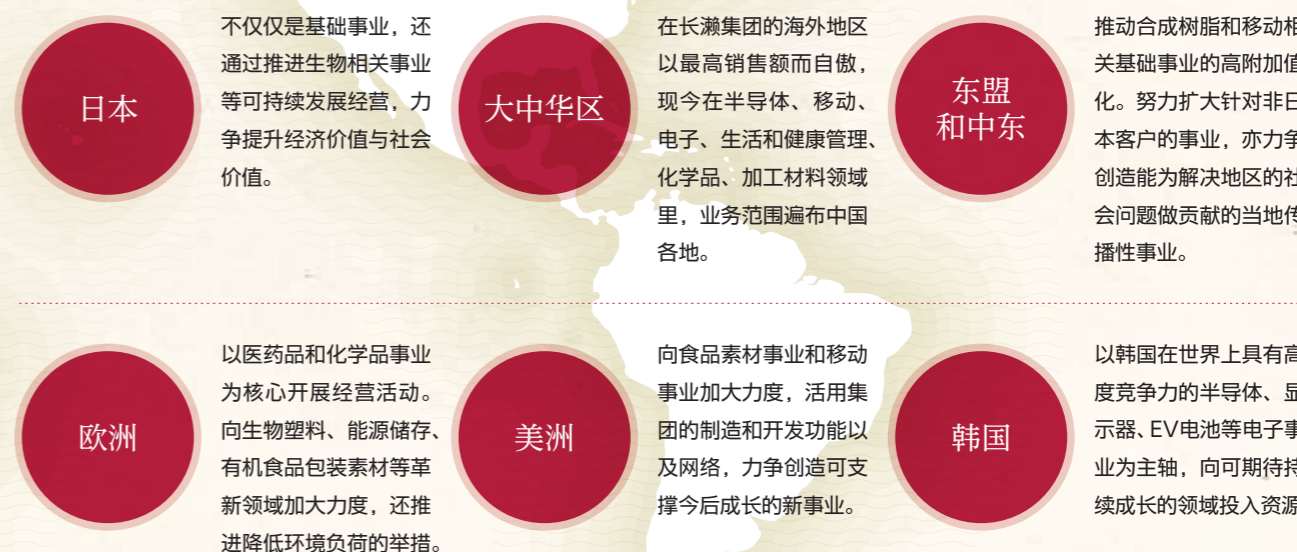 日本
不仅仅是基础事业，还
通过推进生物相关事业
等可持续发展经营，力
争提升经济价值与社会
价值。
大中华区
在长濑集团的海外地区
以最高销售额而自傲，
现今在半导体、移动、
电子、生活和健康管理、
化学品、加工材料领域
里，业务范围遍布中国
各地。
东盟
和中东
推动合成树脂和移动相
关基础事业的高附加值
化。努力扩大针对非日
本客户的事业，亦力争
创造能为解决地区的社
会问题做贡献的当地传
播性事业。
欧洲
以医药品和化学品事业
为核心开展经营活动。
向生物塑料、能源储存、
有机食品包装素材等革
新领域加大力度，还推
进降低环境负荷的举措。
美洲
向食品素材事业和移动
事业加大力度，活用集
团的制造和开发功能以
及网络，力争创造可支
撑今后成长的新事业。
韩国
以韩国在世界上具有高
度竞争力的半导体、显
示器、EV电池等电子事
业为主轴，向可期待持
续成长的领域投入资源